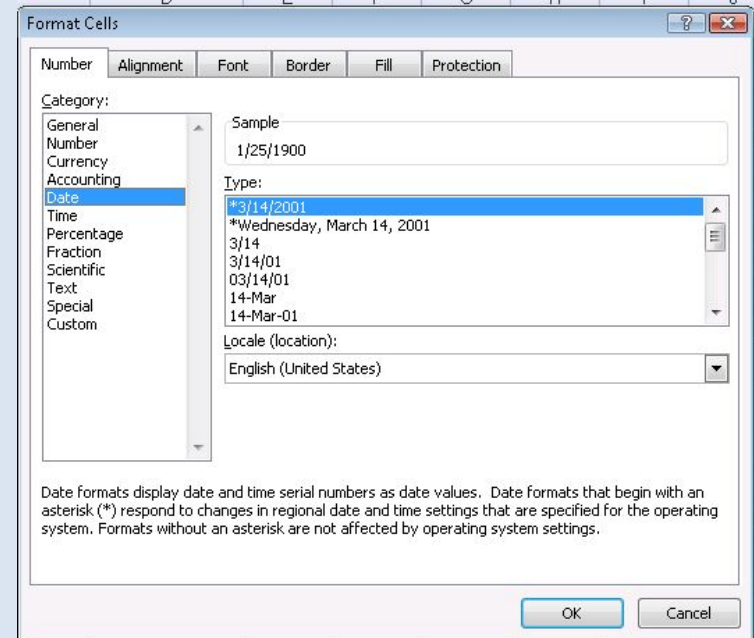 Format Cells
Number Alignment Font Border Fill Protection
Category:
General
Number
Currency
Accounting
Date
Time
Percentage
Fraction
Scientific
Text
Special
Custom
Sample
1/25/1900
Type:
*3/14/2001
*Wednesday, March 14, 2001
3/14
3/14/01
03/14/01
14-Mar
14-Mar-01
Locale (location):
English (United States)
Date formats display date and time serial numbers as date values.  Date formats that begin with an
asterisk (*) respond to changes in regional date and time settings that are specified for the operating
system. Formats without an asterisk are not affected by operating system settings.
OK Cancel